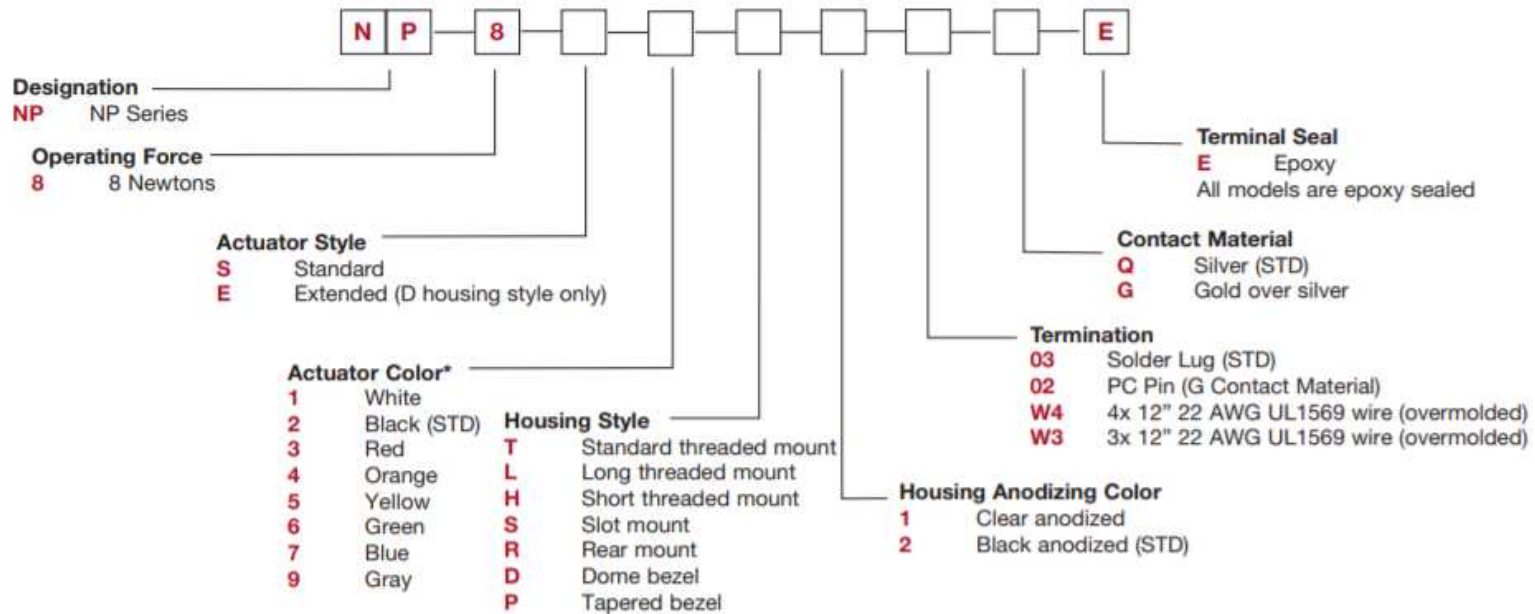 N P 8 E
Designation
NP NP Series
Operating Force
8 8 Newtons
Actuator Style
S Standard
E Extended (D housing style only)
Actuator Color*
1 White
2 Black (STD)
3 Red
4 Orange
5 Yellow
6 Green
7 Blue
9 Gray
Housing Style
T Standard threaded mount
L Long threaded mount
H Short threaded mount
S Slot mount
R Rear mount
D Dome bezel
P Tapered bezel
Housing Anodizing Color
1 Clear anodized
2 Black anodized (STD)
Termination
03 Solder Lug (STD)
02 PC Pin (G Contact Material)
W4 4x 12” 22 AWG UL1569 wire (overmolded)
W3 3x 12” 22 AWG UL1569 wire (overmolded)
Contact Material
Q Silver (STD)
G Gold over silver
Terminal Seal
E Epoxy
All models are epoxy sealed